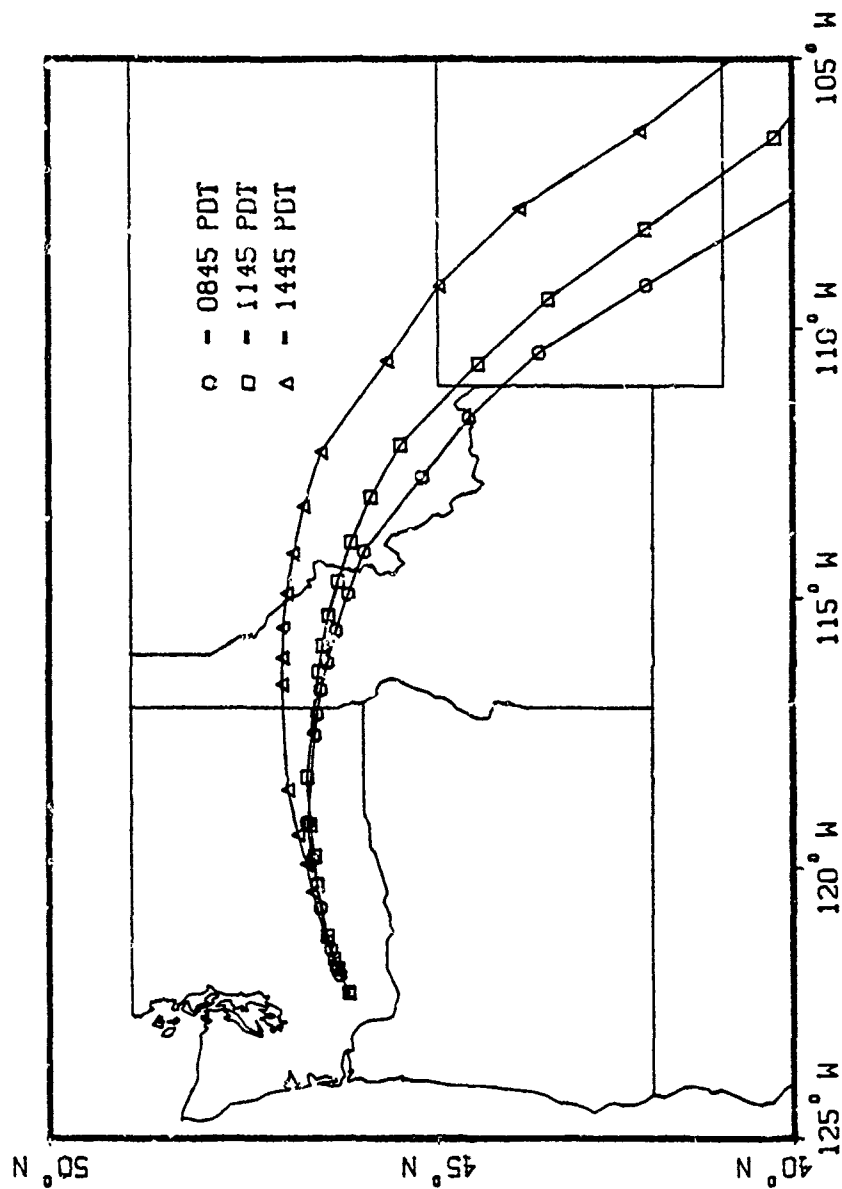 ○ - 0845 PDT
□ - 1145 PDT
△ - 1445 PDT
50° N
45° N
40° N
125° W
120° W
115° W
110° W
105° W